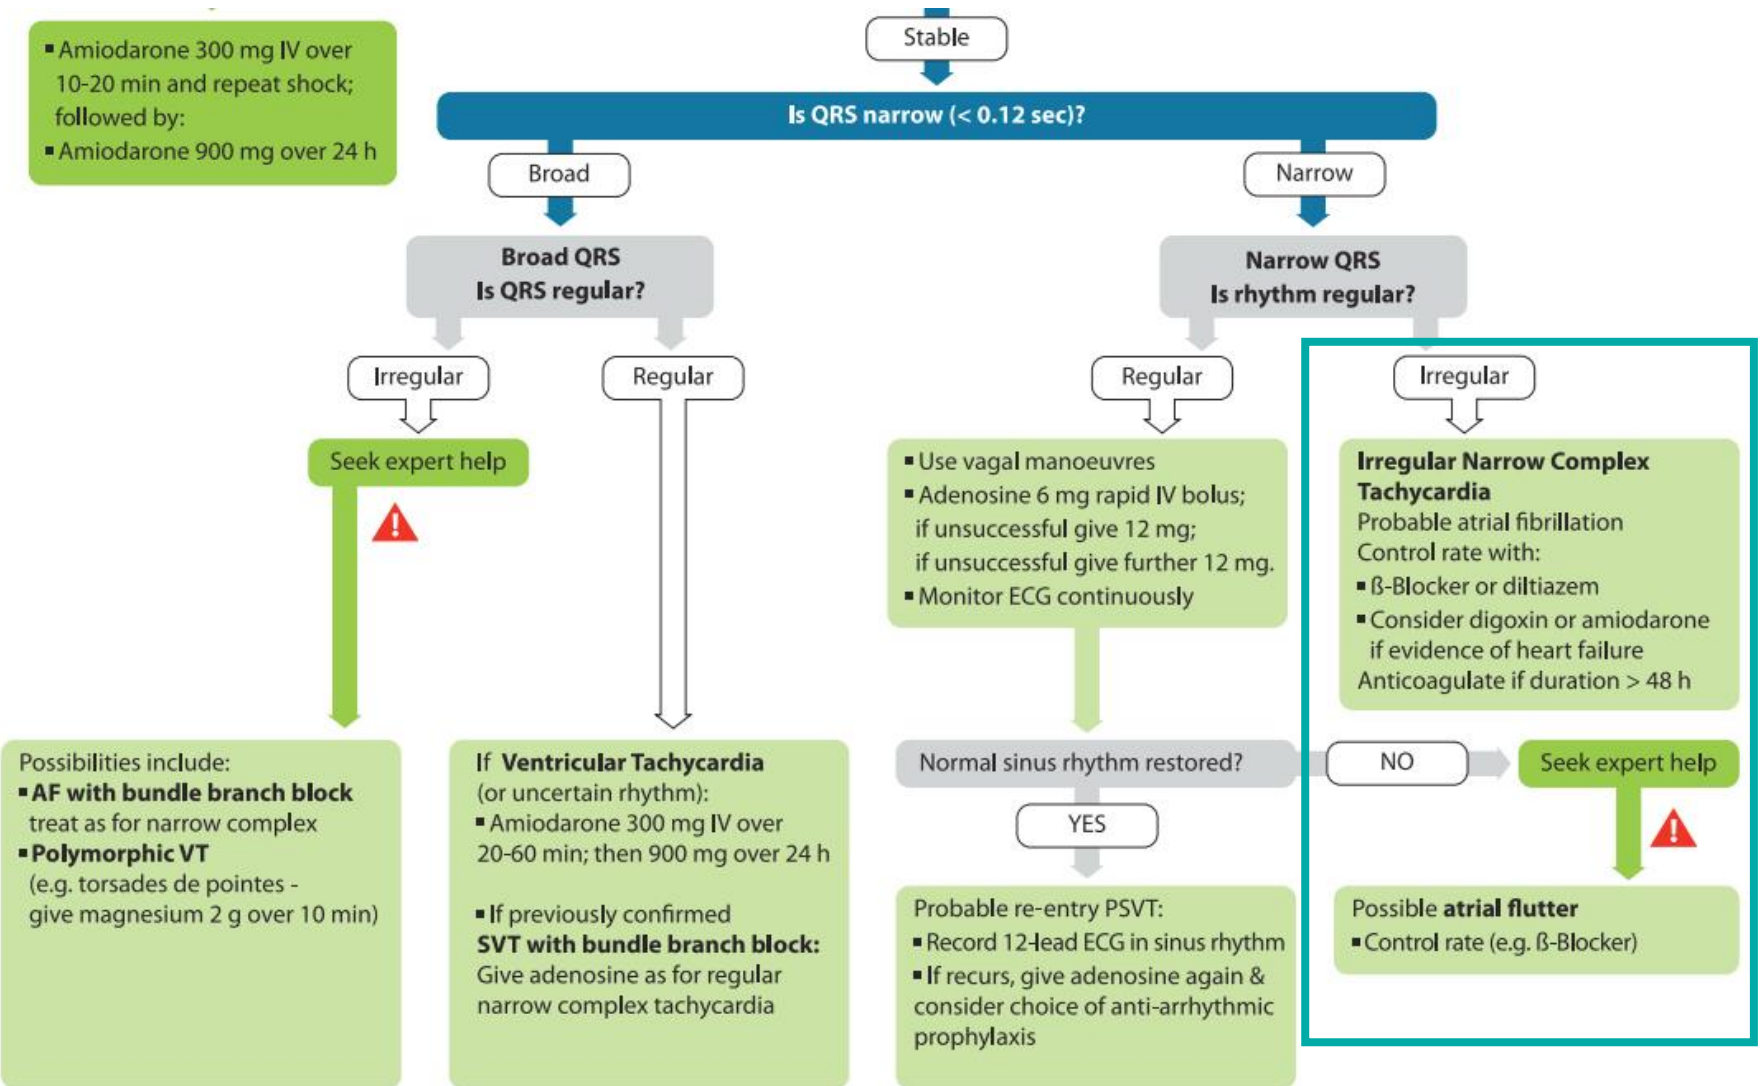 ▪ Amiodarone 300 mg IV over
10-20 min and repeat shock;
followed by:
▪ Amiodarone 900 mg over 24 h
Stable
Is QRS narrow (< 0.12 sec)?
Broad
Narrow
Broad QRS
Is QRS regular?
Narrow QRS
Is rhythm regular?
Irregular
Regular
Regular
Irregular
Seek expert help
!
▪ Use vagal manoeuvres
▪ Adenosine 6 mg rapid IV bolus;
if unsuccessful give 12 mg;
if unsuccessful give further 12 mg.
▪ Monitor ECG continuously
Irregular Narrow Complex
Tachycardia
Probable atrial fibrillation
Control rate with:
▪ ß-Blocker or diltiazem
▪ Consider digoxin or amiodarone
if evidence of heart failure
Anticoagulate if duration > 48 h
Possibilities include:
▪ AF with bundle branch block
treat as for narrow complex
▪ Polymorphic VT
(e.g. torsades de pointes -
give magnesium 2 g over 10 min)
If Ventricular Tachycardia
(or uncertain rhythm):
▪ Amiodarone 300 mg IV over
20-60 min; then 900 mg over 24 h
▪ If previously confirmed
SVT with bundle branch block:
Give adenosine as for regular
narrow complex tachycardia
Normal sinus rhythm restored?
NO
Seek expert help
!
YES
Probable re-entry PSVT:
▪ Record 12-lead ECG in sinus rhythm
▪ If recurs, give adenosine again &
consider choice of anti-arrhythmic
prophylaxis
Possible atrial flutter
▪ Control rate (e.g. ß-Blocker)